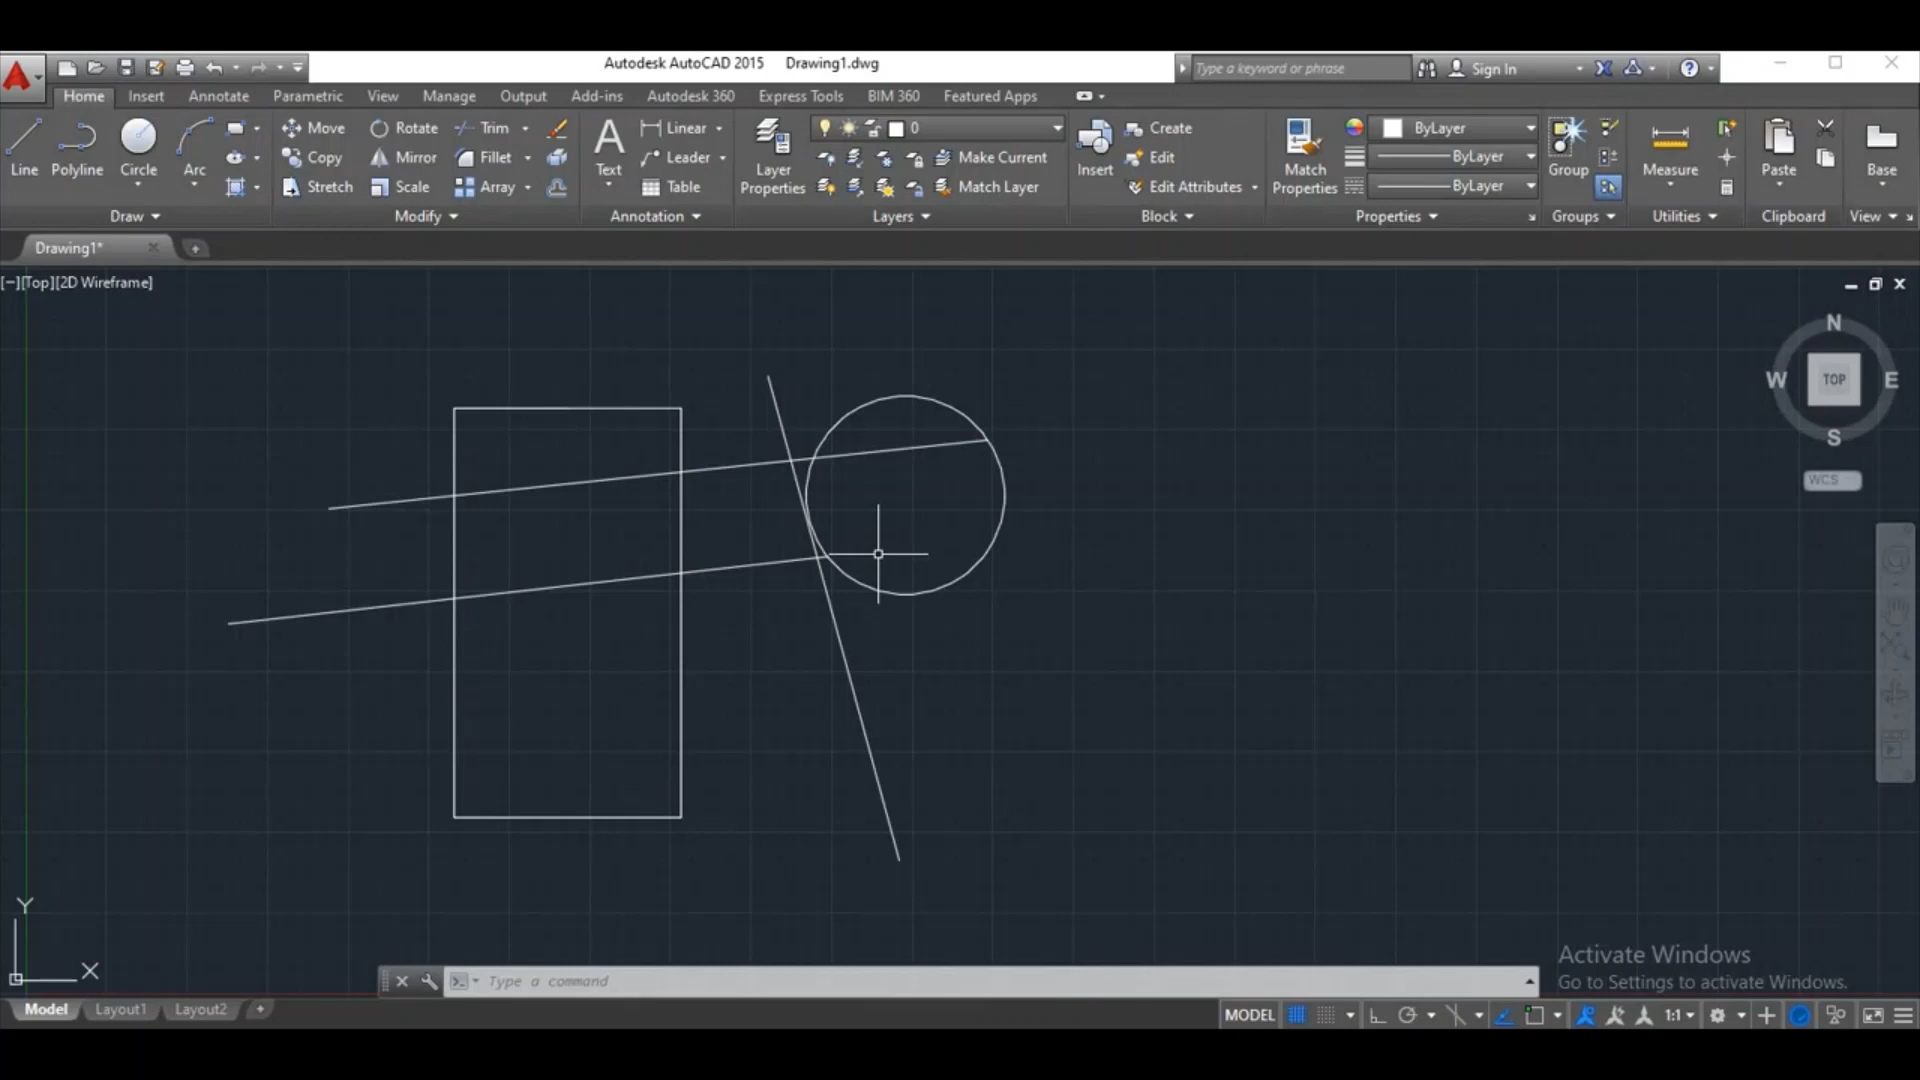 Autodesk AutoCAD 2015 Drawing1.dwg
Type a keyword or phrase
Sign In
Home Insert Annotate Parametric View Manage Output Add-ins Autodesk 360 Express Tools BIM 360 Featured Apps
Line Polyline Circle Arc
Move Rotate Trim
Copy Mirror Fillet
Stretch Scale Array
Text
Linear
Leader
Table
Layer
Properties
0
Make Current
Match Layer
Insert
Create
Edit
Edit Attributes
Match
Properties
ByLayer
ByLayer
ByLayer
Group
Measure
Paste
Base
Draw Modify Annotation Layers Block Properties Groups Utilities Clipboard View
Drawing1*
[−][Top][2D Wireframe]
N
W TOP E
S
WCS
Y
X
Activate Windows
Go to Settings to activate Windows.
Type a command
Model Layout1 Layout2
MODEL 1:1